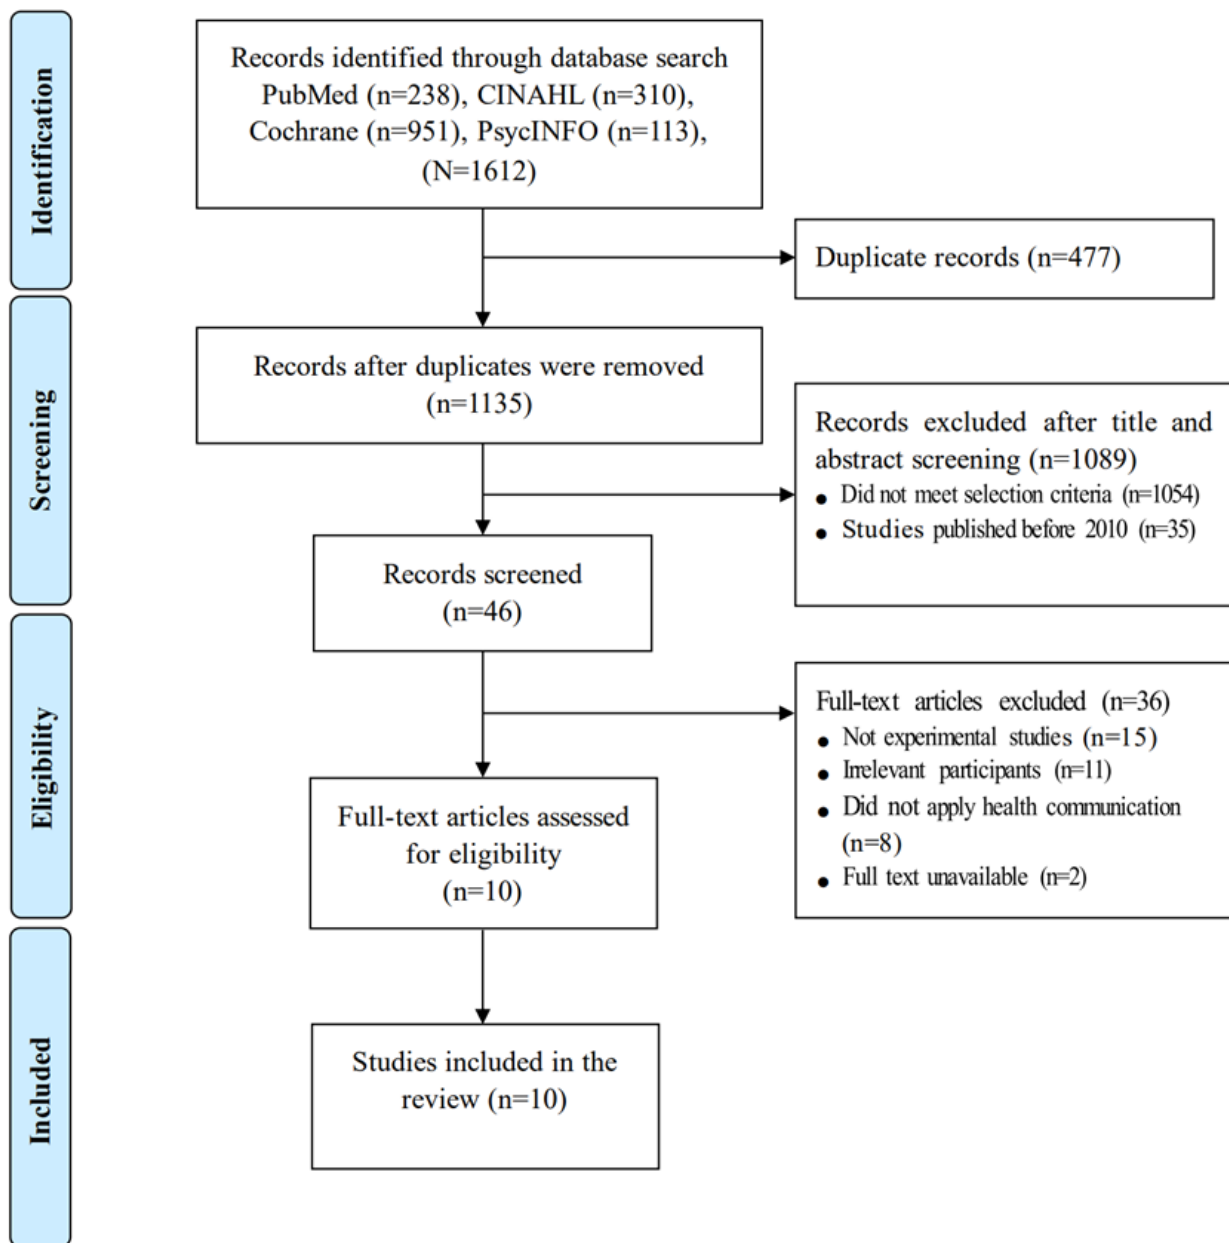 Identification
Records identified through database search
PubMed (n=238), CINAHL (n=310),
Cochrane (n=951), PsycINFO (n=113),
(N=1612)
Duplicate records (n=477)
Screening
Records after duplicates were removed
(n=1135)
Records excluded after title and
abstract screening (n=1089)
● Did not meet selection criteria (n=1054)
● Studies published before 2010 (n=35)
Records screened
(n=46)
Eligibility
Full-text articles excluded (n=36)
● Not experimental studies (n=15)
● Irrelevant participants (n=11)
● Did not apply health communication
(n=8)
● Full text unavailable (n=2)
Full-text articles assessed
for eligibility
(n=10)
Included
Studies included in the
review (n=10)